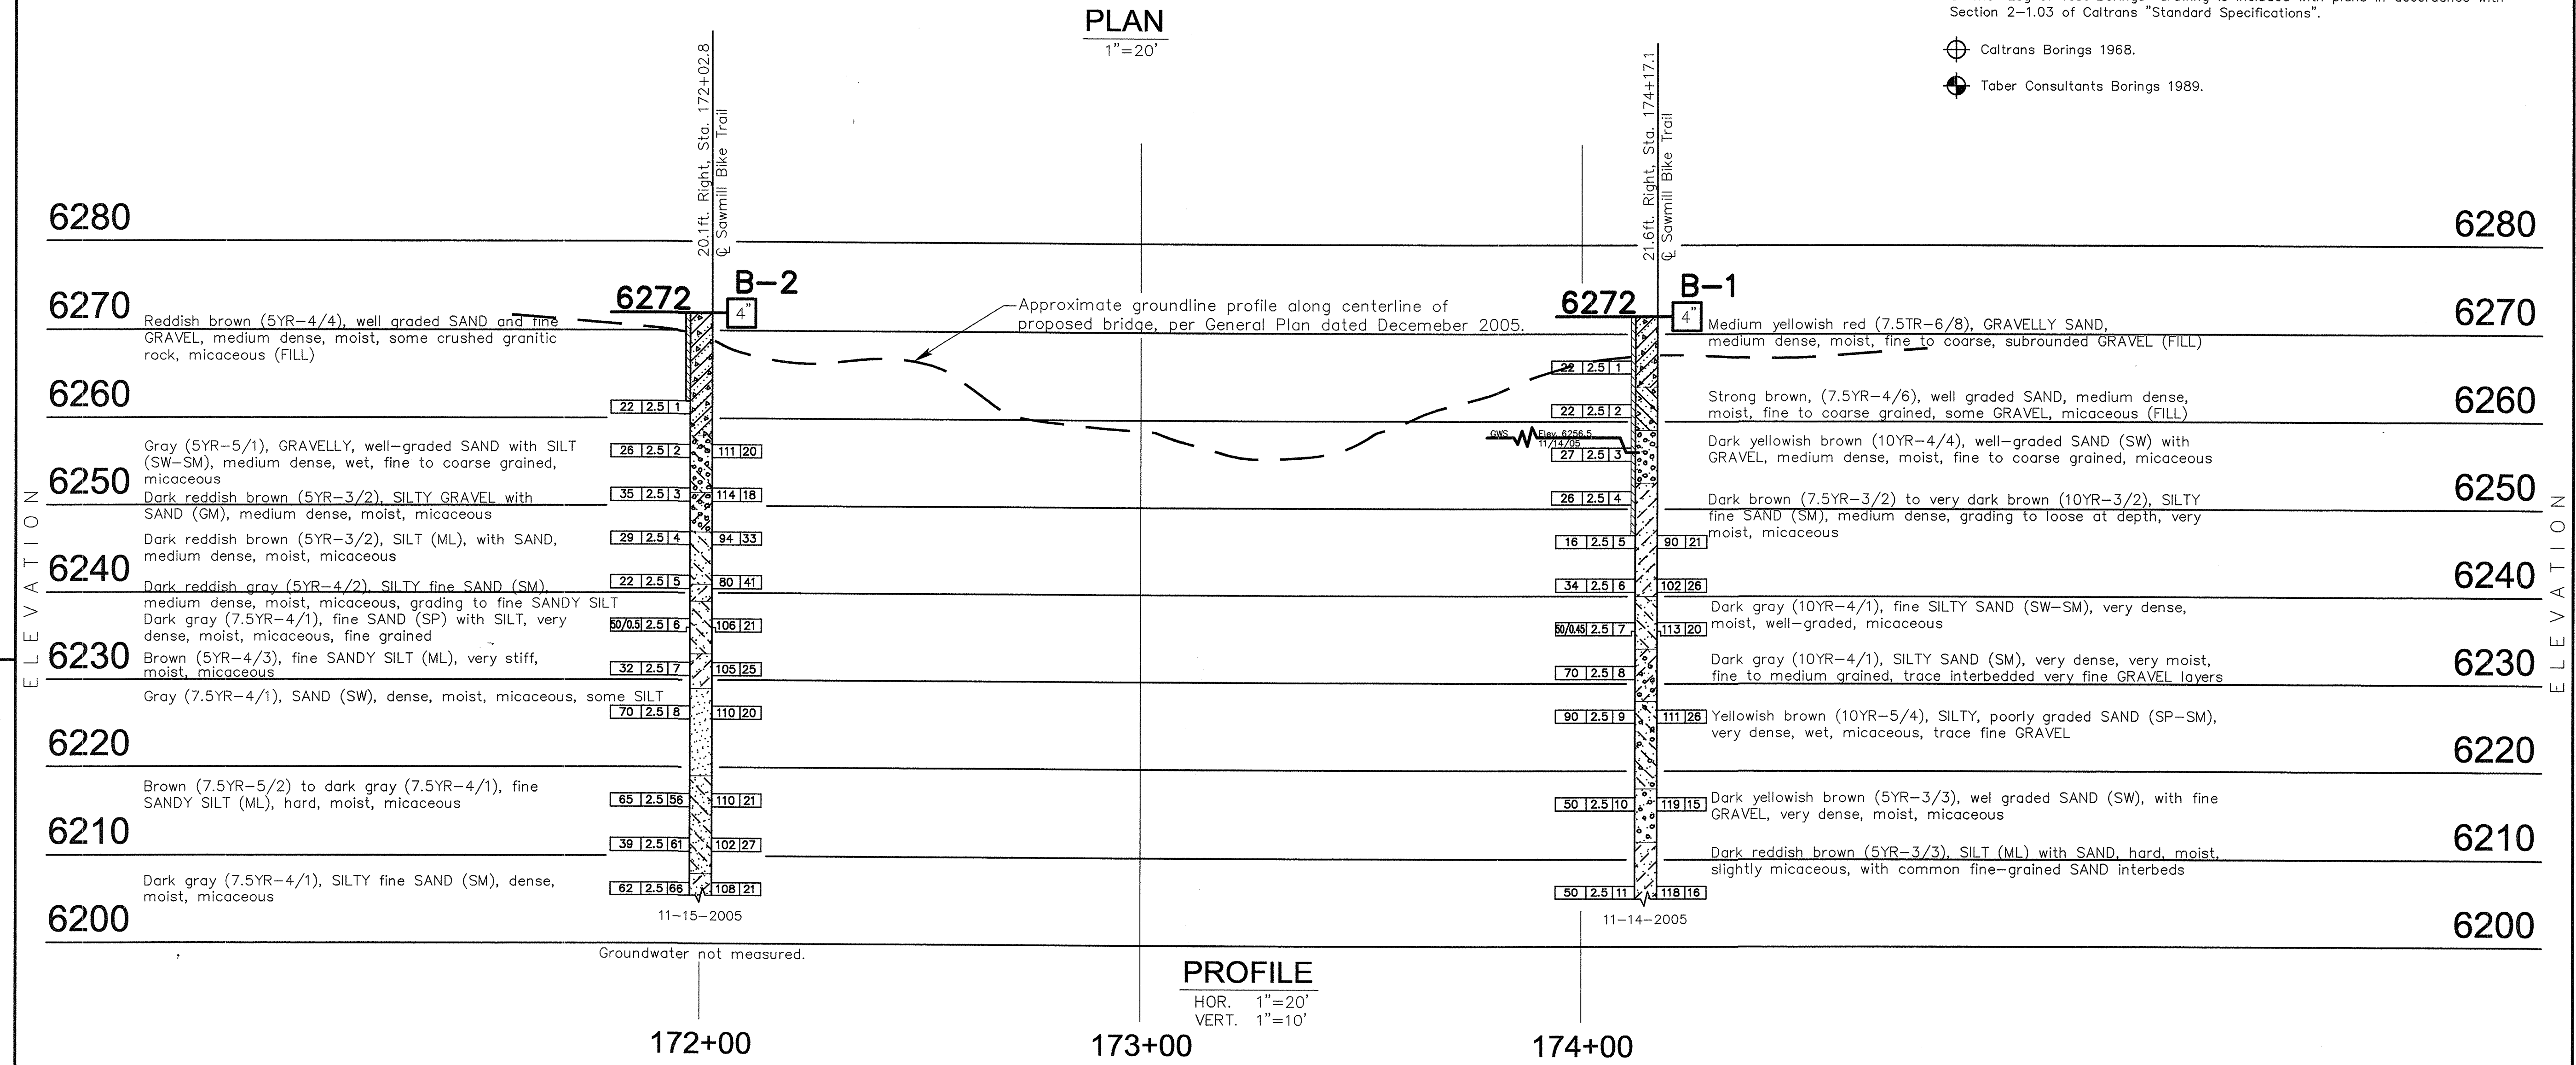 PLAN
1"=20'
Section 2-1.03 of Caltrans "Standard Specifications".
Caltrans Borings 1968.
Taber Consultants Borings 1989.
20.1ft. Right, Sta. 172+02.8
℄ Sawmill Bike Trail
21.6ft. Right, Sta. 174+17.1
℄ Sawmill Bike Trail
6280
6280
6270
6270
6260
6260
6250
6250
6240
6240
6230
6230
6220
6220
6210
6210
6200
6200
ELEVATION
ELEVATION
6272
B-2
4"
Reddish brown (5YR-4/4), well graded SAND and fine
GRAVEL, medium dense, moist, some crushed granitic
rock, micaceous (FILL)
Gray (5YR-5/1), GRAVELLY, well-graded SAND with SILT
(SW-SM), medium dense, wet, fine to coarse grained,
micaceous
Dark reddish brown (5YR-3/2), SILTY GRAVEL with
SAND (GM), medium dense, moist, micaceous
Dark reddish brown (5YR-3/2), SILT (ML), with SAND,
medium dense, moist, micaceous
Dark reddish gray (5YR-4/2), SILTY fine SAND (SM),
medium dense, moist, micaceous, grading to fine SANDY SILT
Dark gray (7.5YR-4/1), fine SAND (SP) with SILT, very
dense, moist, micaceous, fine grained
Brown (5YR-4/3), fine SANDY SILT (ML), very stiff,
moist, micaceous
Gray (7.5YR-4/1), SAND (SW), dense, moist, micaceous, some SILT
Brown (7.5YR-5/2) to dark gray (7.5YR-4/1), fine
SANDY SILT (ML), hard, moist, micaceous
Dark gray (7.5YR-4/1), SILTY fine SAND (SM), dense,
moist, micaceous
22 2.5 1
26 2.5 2 111 20
35 2.5 3 114 18
29 2.5 4 94 33
22 2.5 5 80 41
50/0.5 2.5 6 106 21
32 2.5 7 105 25
70 2.5 8 110 20
65 2.5 56 110 21
39 2.5 61 102 27
62 2.5 66 108 21
11-15-2005
Groundwater not measured.
Approximate groundline profile along centerline of
proposed bridge, per General Plan dated Decemeber 2005.
6272
B-1
4"
22 2.5 1
22 2.5 2
GWS Elev. 6256.5
11/14/05
27 2.5 3
26 2.5 4
16 2.5 5 90 21
34 2.5 6 102 26
50/0.45 2.5 7 113 20
70 2.5 8
90 2.5 9 111 26
50 2.5 10 119 15
50 2.5 11 118 16
11-14-2005
Medium yellowish red (7.5TR-6/8), GRAVELLY SAND,
medium dense, moist, fine to coarse, subrounded GRAVEL (FILL)
Strong brown, (7.5YR-4/6), well graded SAND, medium dense,
moist, fine to coarse grained, some GRAVEL, micaceous (FILL)
Dark yellowish brown (10YR-4/4), well-graded SAND (SW) with
GRAVEL, medium dense, moist, fine to coarse grained, micaceous
Dark brown (7.5YR-3/2) to very dark brown (10YR-3/2), SILTY
fine SAND (SM), medium dense, grading to loose at depth, very
moist, micaceous
Dark gray (10YR-4/1), fine SILTY SAND (SW-SM), very dense,
moist, well-graded, micaceous
Dark gray (10YR-4/1), SILTY SAND (SM), very dense, very moist,
fine to medium grained, trace interbedded very fine GRAVEL layers
Yellowish brown (10YR-5/4), SILTY, poorly graded SAND (SP-SM),
very dense, wet, micaceous, trace fine GRAVEL
Dark yellowish brown (5YR-3/3), wel graded SAND (SW), with fine
GRAVEL, very dense, moist, micaceous
Dark reddish brown (5YR-3/3), SILT (ML) with SAND, hard, moist,
slightly micaceous, with common fine-grained SAND interbeds
PROFILE
HOR. 1"=20'
VERT. 1"=10'
172+00
173+00
174+00